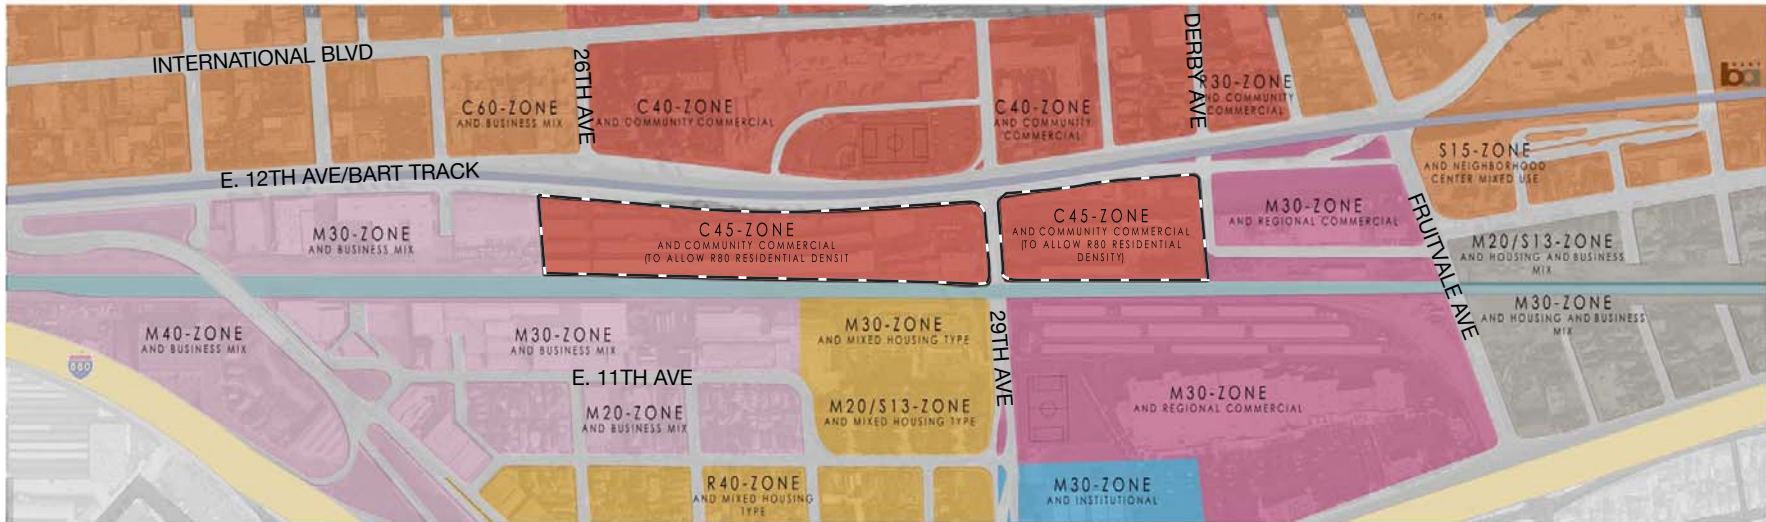 INTERNATIONAL BLVD
26TH AVE
DERBY AVE
C60-ZONE
AND BUSINESS MIX
C40-ZONE
AND COMMUNITY COMMERCIAL
C40-ZONE
AND COMMUNITY
COMMERCIAL
R30-ZONE
AND COMMUNITY
COMMERCIAL
ba
S15-ZONE
AND NEIGHBORHOOD
CENTER MIXED USE
E. 12TH AVE/BART TRACK
M30-ZONE
AND BUSINESS MIX
C45-ZONE
AND COMMUNITY COMMERCIAL
(TO ALLOW R80 RESIDENTIAL DENSIT
C45-ZONE
AND COMMUNITY COMMERCIAL
(TO ALLOW R80 RESIDENTIAL
DENSITY)
M30-ZONE
AND REGIONAL COMMERCIAL
FRUITVALE AVE
M20/S13-ZONE
AND HOUSING AND BUSINESS
MIX
M40-ZONE
AND BUSINESS MIX
680
M30-ZONE
AND BUSINESS MIX
M30-ZONE
AND MIXED HOUSING TYPE
29TH AVE
M30-ZONE
AND HOUSING AND BUSINESS
MIX
E. 11TH AVE
M20-ZONE
AND BUSINESS MIX
M20/S13-ZONE
AND MIXED HOUSING TYPE
M30-ZONE
AND REGIONAL COMMERCIAL
R40-ZONE
AND MIXED HOUSING
TYPE
M30-ZONE
AND INSTITUTIONAL